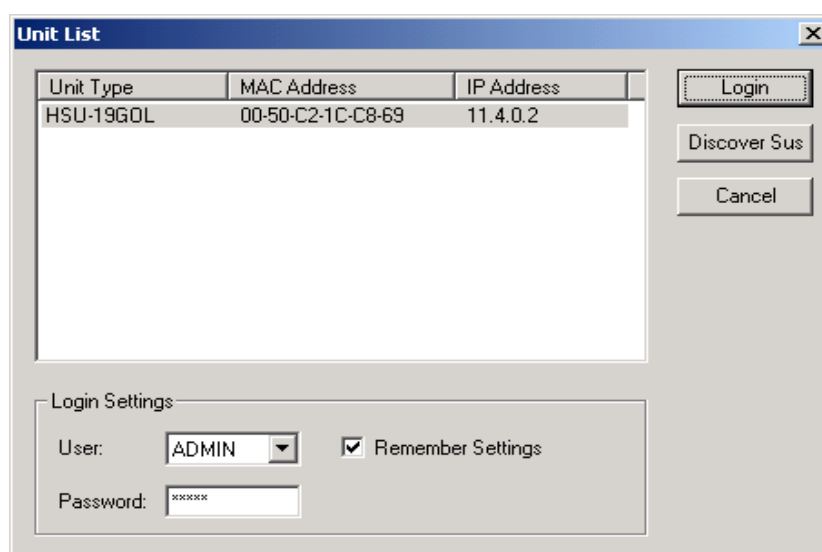 Unit List
Unit Type MAC Address IP Address
HSU-19GOL 00-50-C2-1C-C8-69 11.4.0.2
Login
Discover Sus
Cancel
Login Settings
User: ADMIN Remember Settings
Password: *****